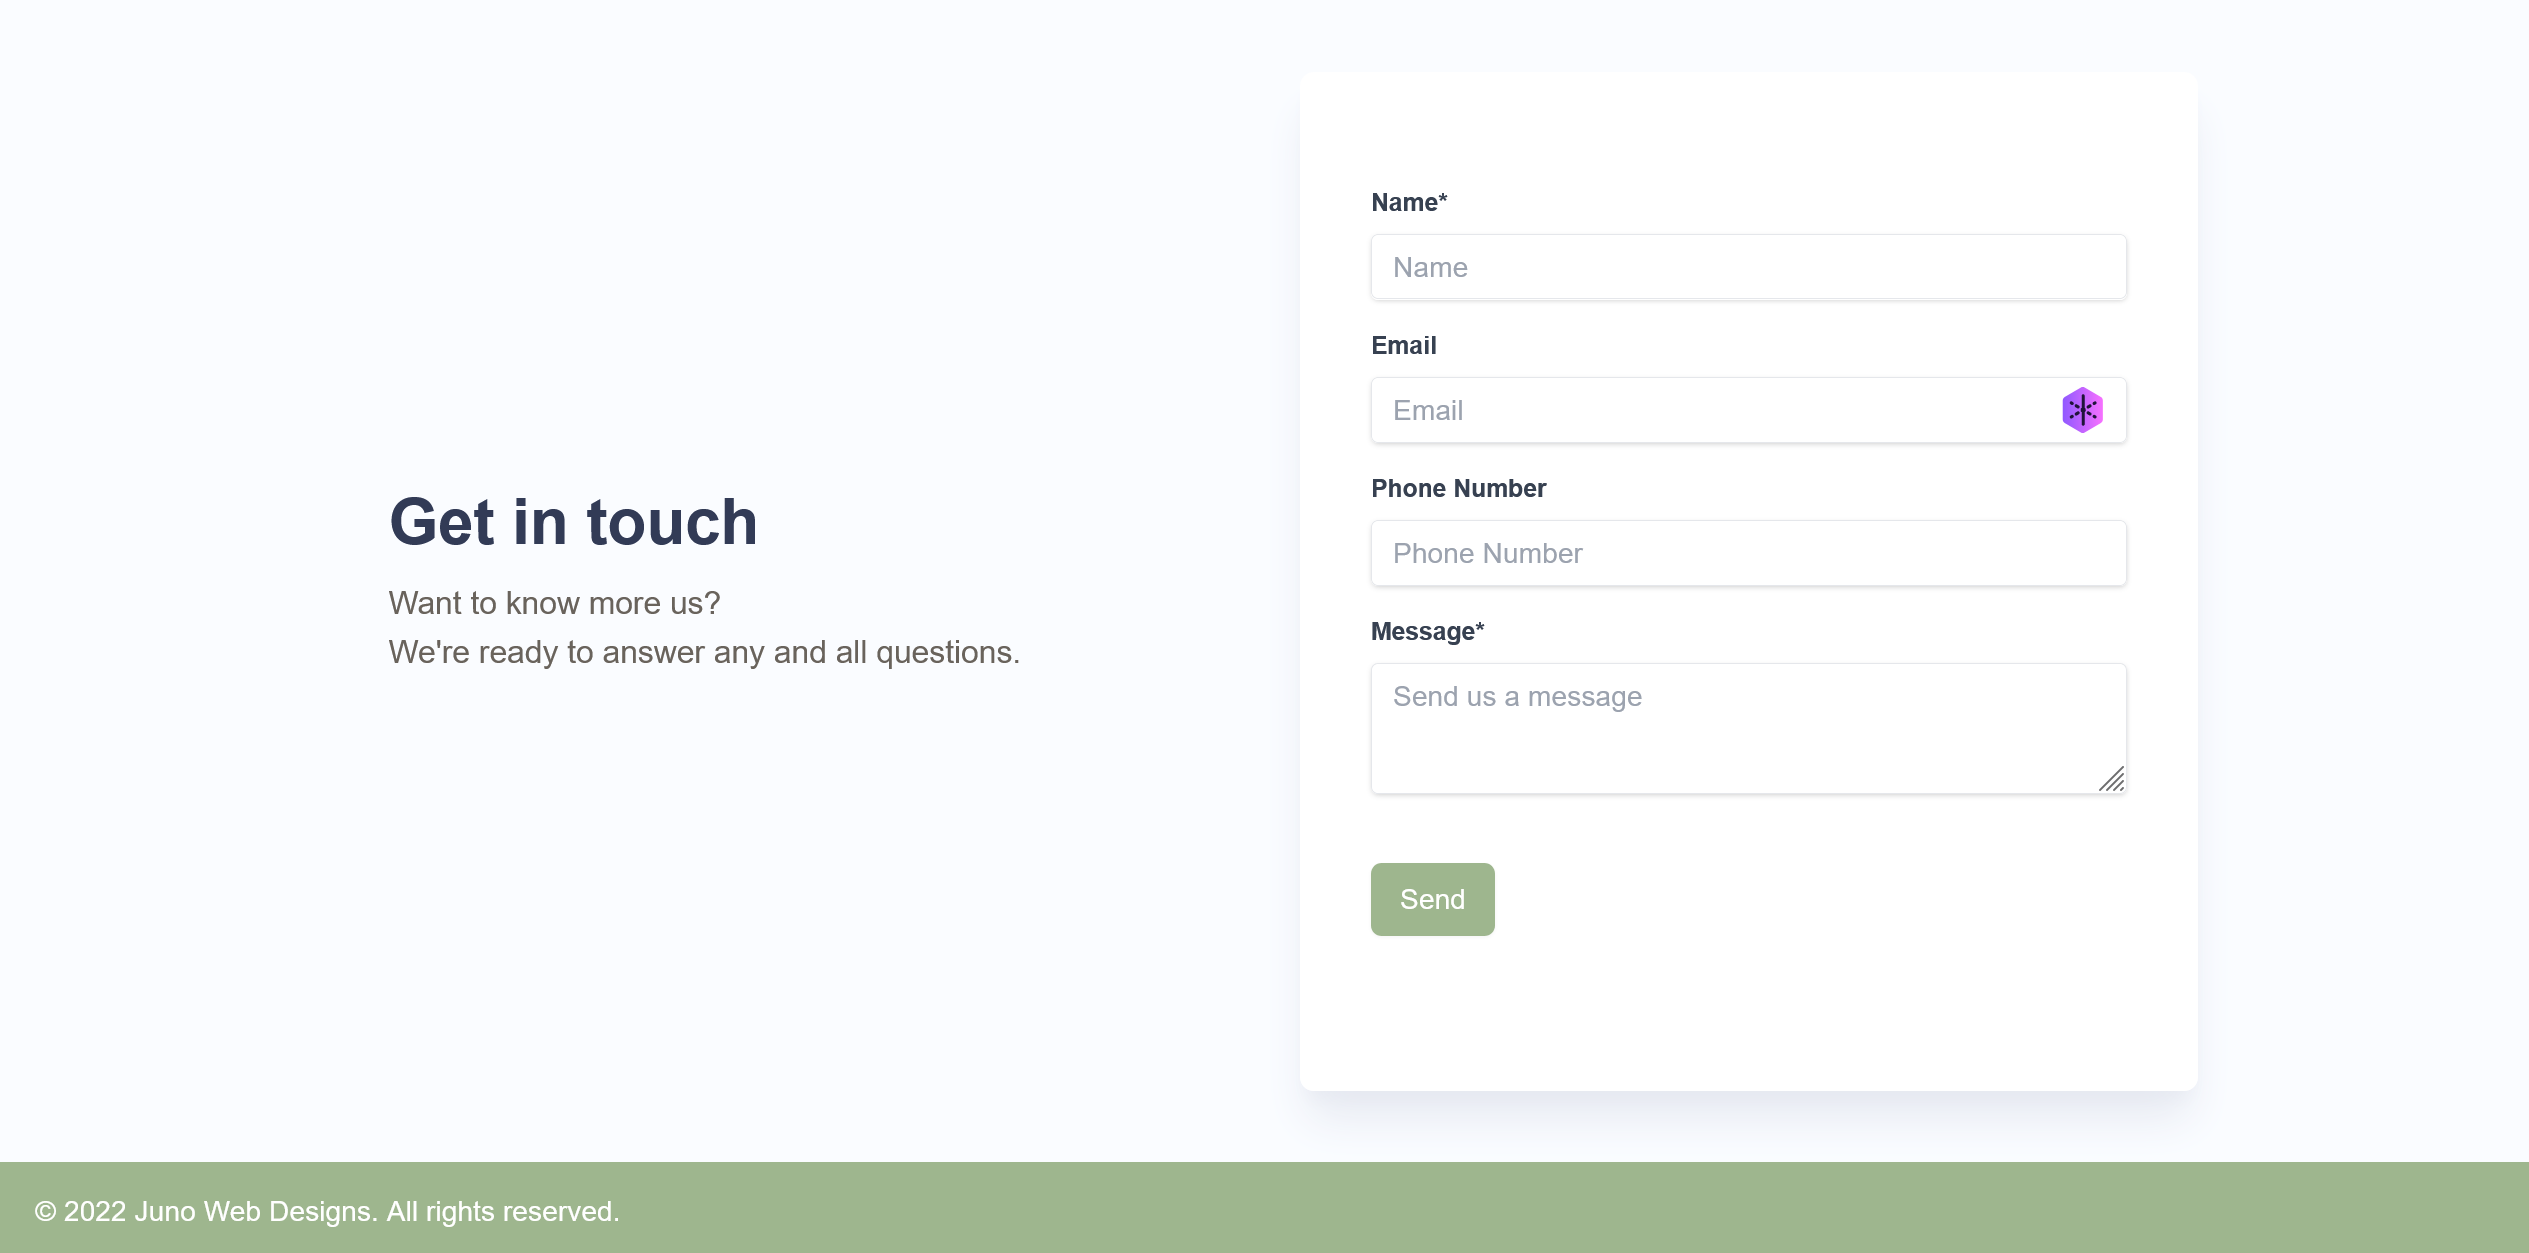 Get in touch
Want to know more us?
We're ready to answer any and all questions.
Name*
Name
Email
Email
Phone Number
Phone Number
Message*
Send us a message
Send
© 2022 Juno Web Designs. All rights reserved.